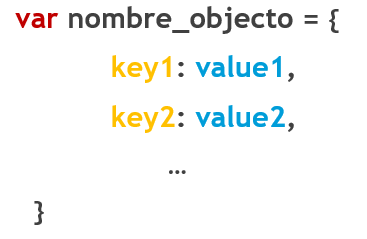 var nombre_objecto = {
key1: value1,
key2: value2,
...
}